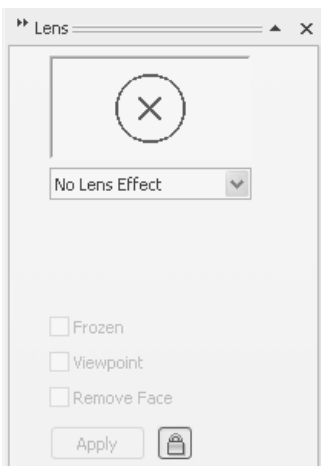 Lens
No Lens Effect
Frozen
Viewpoint
Remove Face
Apply